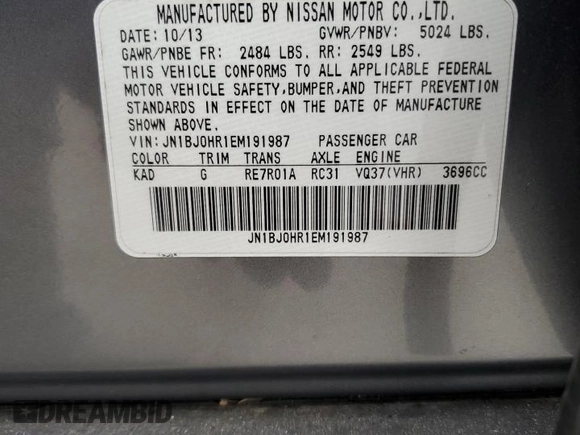 MANUFACTURED BY NISSAN MOTOR CO.,LTD.
DATE: 10/13 GVWR/PNBV: 5024 LBS.
GAWR/PNBE FR: 2484 LBS. RR: 2549 LBS.
THIS VEHICLE CONFORMS TO ALL APPLICABLE FEDERAL
MOTOR VEHICLE SAFETY,BUMPER,AND THEFT PREVENTION
STANDARDS IN EFFECT ON THE DATE OF MANUFACTURE
SHOWN ABOVE.
VIN: JN1BJ0HR1EM191987 PASSENGER CAR
COLOR TRIM TRANS AXLE ENGINE
KAD G RE7R01A RC31 VQ37(VHR) 3696CC
JN1BJ0HR1EM191987
DREAMBID